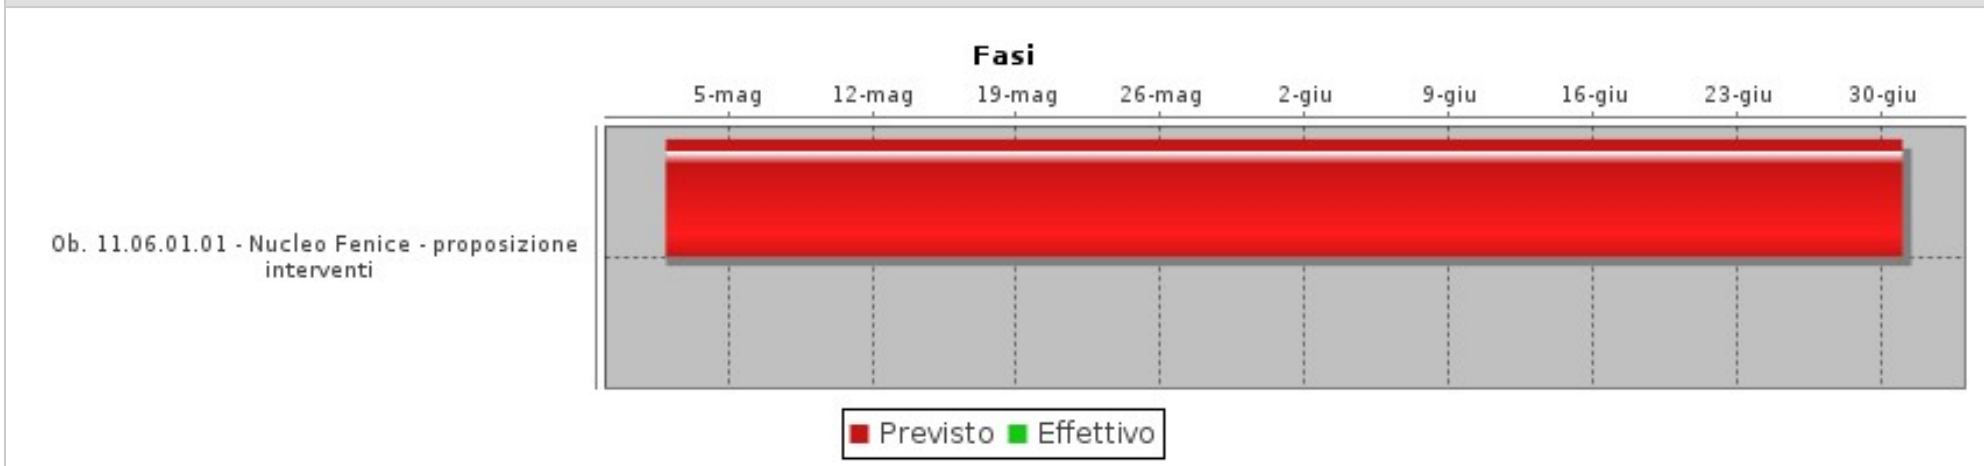 Fasi
5-mag 12-mag 19-mag 26-mag 2-giu 9-giu 16-giu 23-giu 30-giu
Ob. 11.06.01.01 - Nucleo Fenice - proposizione
interventi
Previsto Effettivo